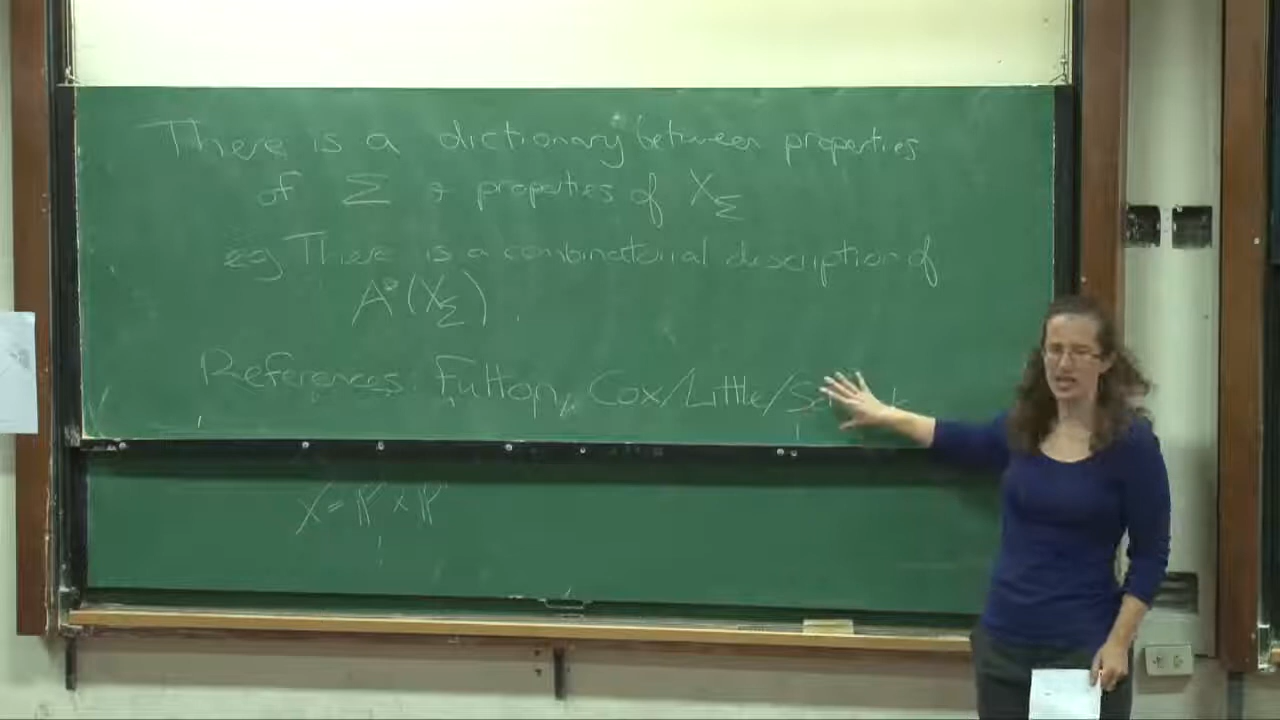 There is a dictionary between properties
of Σ & properties of X_Σ
eg There is a combinatorial description of
A*(X_Σ).
References: Fulton, Cox/Little/
X = P¹ × P¹